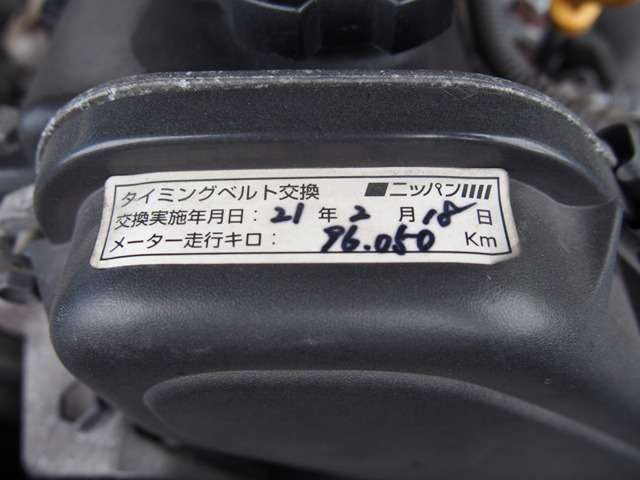 タイミングベルト交換 ニッパン
交換実施年月日：21年2月18日
メーター走行キロ：96.050 Km